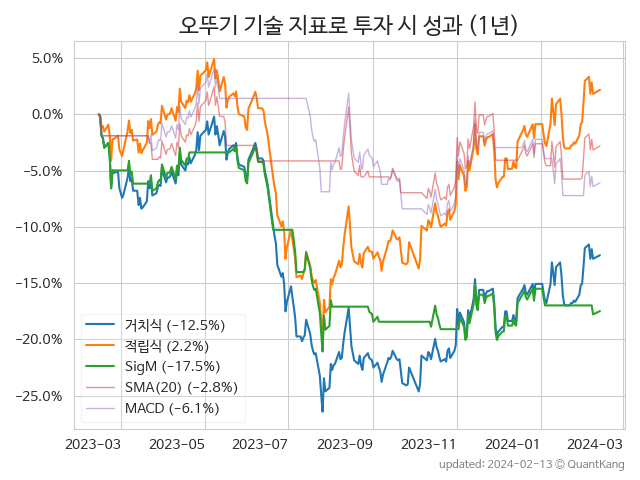 오뚜기 기술 지표로 투자 시 성과 (1년)
5.0%
0.0%
−5.0%
−10.0%
−15.0%
−20.0%
−25.0%
거치식 (−12.5%)
적립식 (2.2%)
SigM (−17.5%)
SMA(20) (−2.8%)
MACD (−6.1%)
2023-03 2023-05 2023-07 2023-09 2023-11 2024-01 2024-03
updated: 2024-02-13 © QuantKang